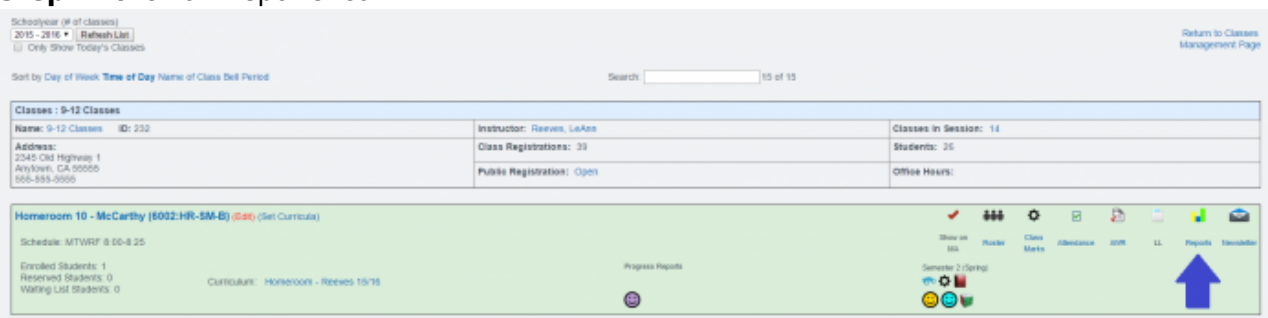 Schoolyear (# of classes)
2015 - 2016 Refresh List
Only Show Today's Classes
Return to Classes
Management Page
Sort by Day of Week Time of Day Name of Class Bell Period
Search: 15 of 15
Classes : 9-12 Classes
Name: 9-12 Classes ID: 232
Instructor: Reeves, LeAnn
Classes In Session: 14
Address:
2345 Old Highway 1
Anytown, CA 55555
555-555-5555
Class Registrations: 39
Students: 26
Public Registration: Open
Office Hours:
Homeroom 10 - McCarthy (6002:HR-SM-B) (Edit) (Set Curricula)
Schedule: MTWRF 8:00-8:25
Show on
Roster
Class
Marks
Attendance
AWR
LL
Reports
Newsletter
Enrolled Students: 1
Reserved Students: 0
Waiting List Students: 0
Curriculum: Homeroom - Reeves 15/16
Progress Reports
Semester 2 (Spring)